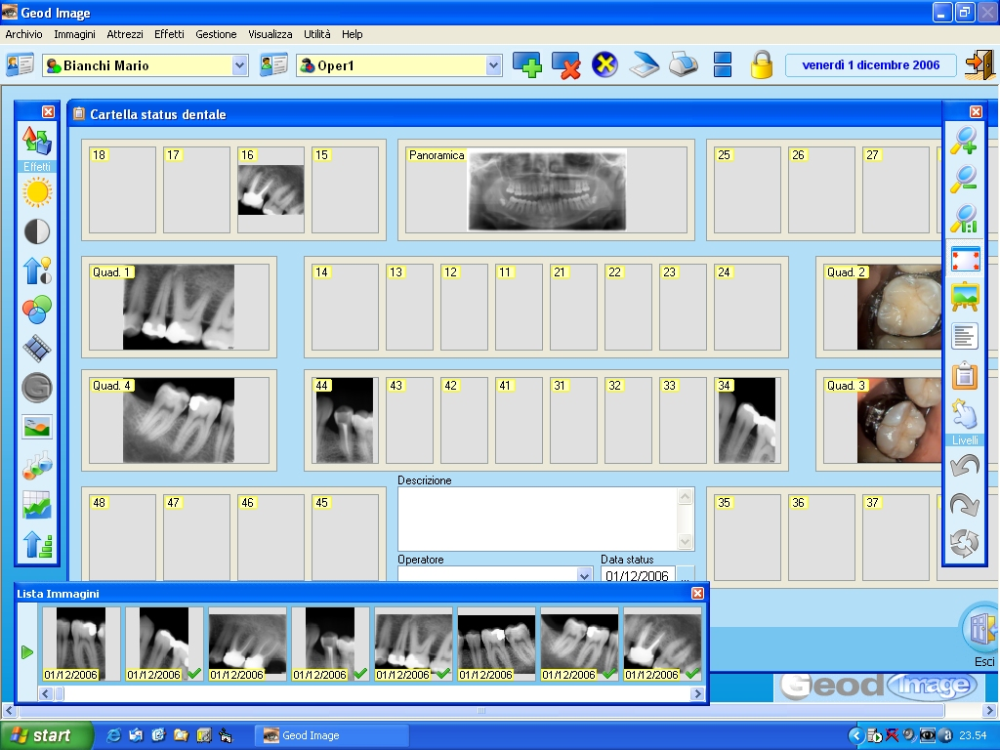 Geod Image
Archivio Immagini Attrezzi Effetti Gestione Visualizza Utilità Help
Bianchi Mario Oper1 venerdì 1 dicembre 2006
Cartella status dentale
18 17 16 15 Panoramica 25 26 27
Effetti
Quad. 1 14 13 12 11 21 22 23 24 Quad. 2
Quad. 4 44 43 42 41 31 32 33 34 Quad. 3
Livelli
Descrizione
48 47 46 45 35 36 37
Operatore Data status
01/12/2006 ...
Lista Immagini
01/12/2006 01/12/2006 01/12/2006 01/12/2006 01/12/2006 01/12/2006 01/12/2006 01/12/2006
Esci
Geod Image
start Geod Image 23.54